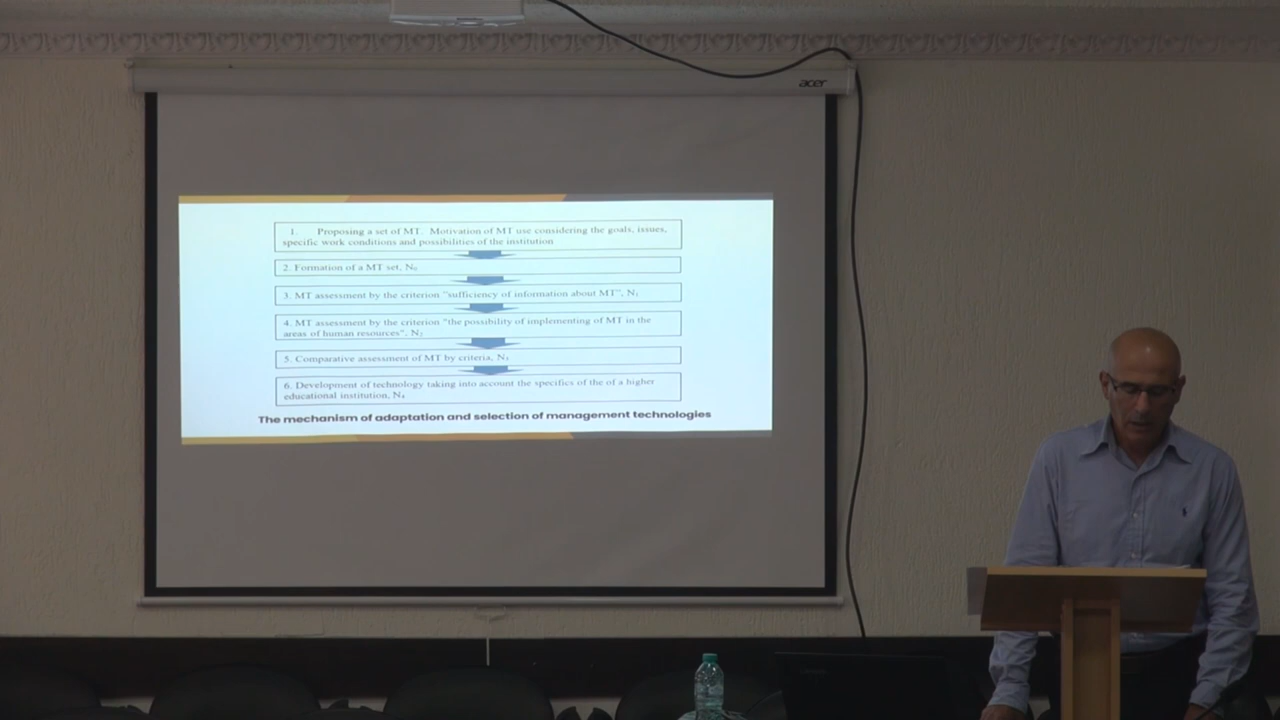 acer
1. Proposing a set of MT. Motivation of MT use considering the goals, issues,
specific work conditions and possibilities of the institution
2. Formation of a MT set, N₀
3. MT assessment by the criterion "sufficiency of information about MT", N₁
4. MT assessment by the criterion "the possibility of implementing of MT in the
areas of human resources", N₂
5. Comparative assessment of MT by criteria, N₃
6. Development of technology taking into account the specifics of the of a higher
educational institution, N₄
The mechanism of adaptation and selection of management technologies